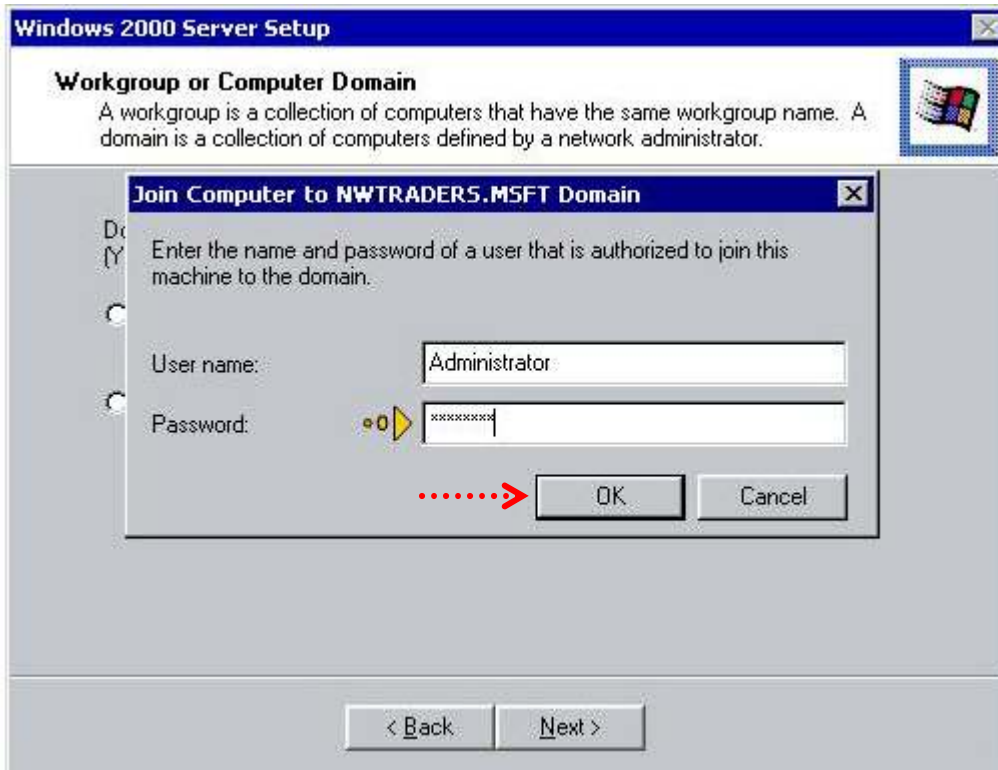 Windows 2000 Server Setup
Workgroup or Computer Domain
A workgroup is a collection of computers that have the same workgroup name. A
domain is a collection of computers defined by a network administrator.
Join Computer to NWTRADERS.MSFT Domain
Enter the name and password of a user that is authorized to join this
machine to the domain.
User name: Administrator
Password: ********
OK Cancel
< Back Next >